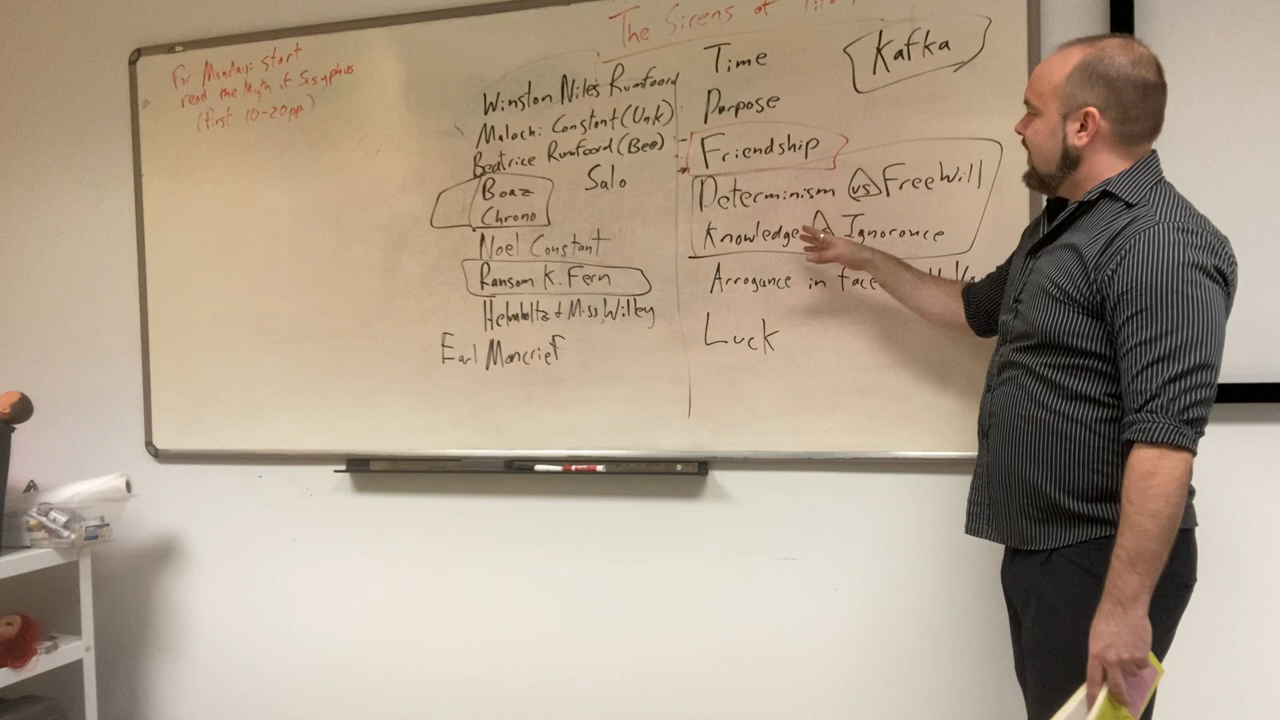 The Sirens of
For Monday: start
read the Myth of Sisyphus
(first 10-20pp.)
Winston Niles Rumfoord
Malachi Constant (Unk)
Beatrice Rumfoord (Bee)
Boaz
Salo
Chrono
Noel Constant
Ransom K. Fern
Helmholtz + Miss Wiley
Earl Moncrief
Kafka
Time
Purpose
Friendship
Determinism vs Free Will
Knowledge Ignorance
Arrogance in face
Luck